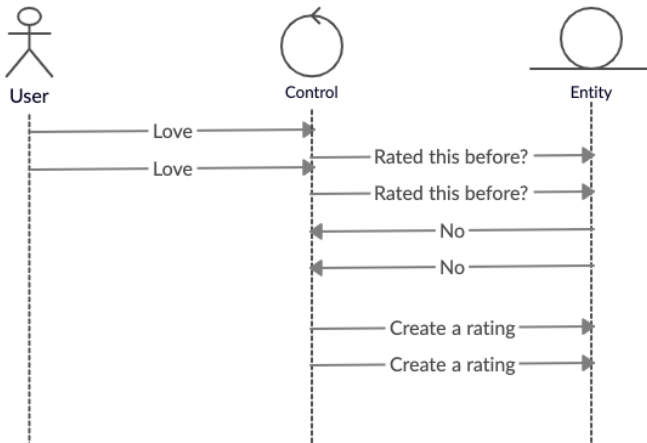 User
Control
Entity
Love
Rated this before?
Love
Rated this before?
No
No
Create a rating
Create a rating